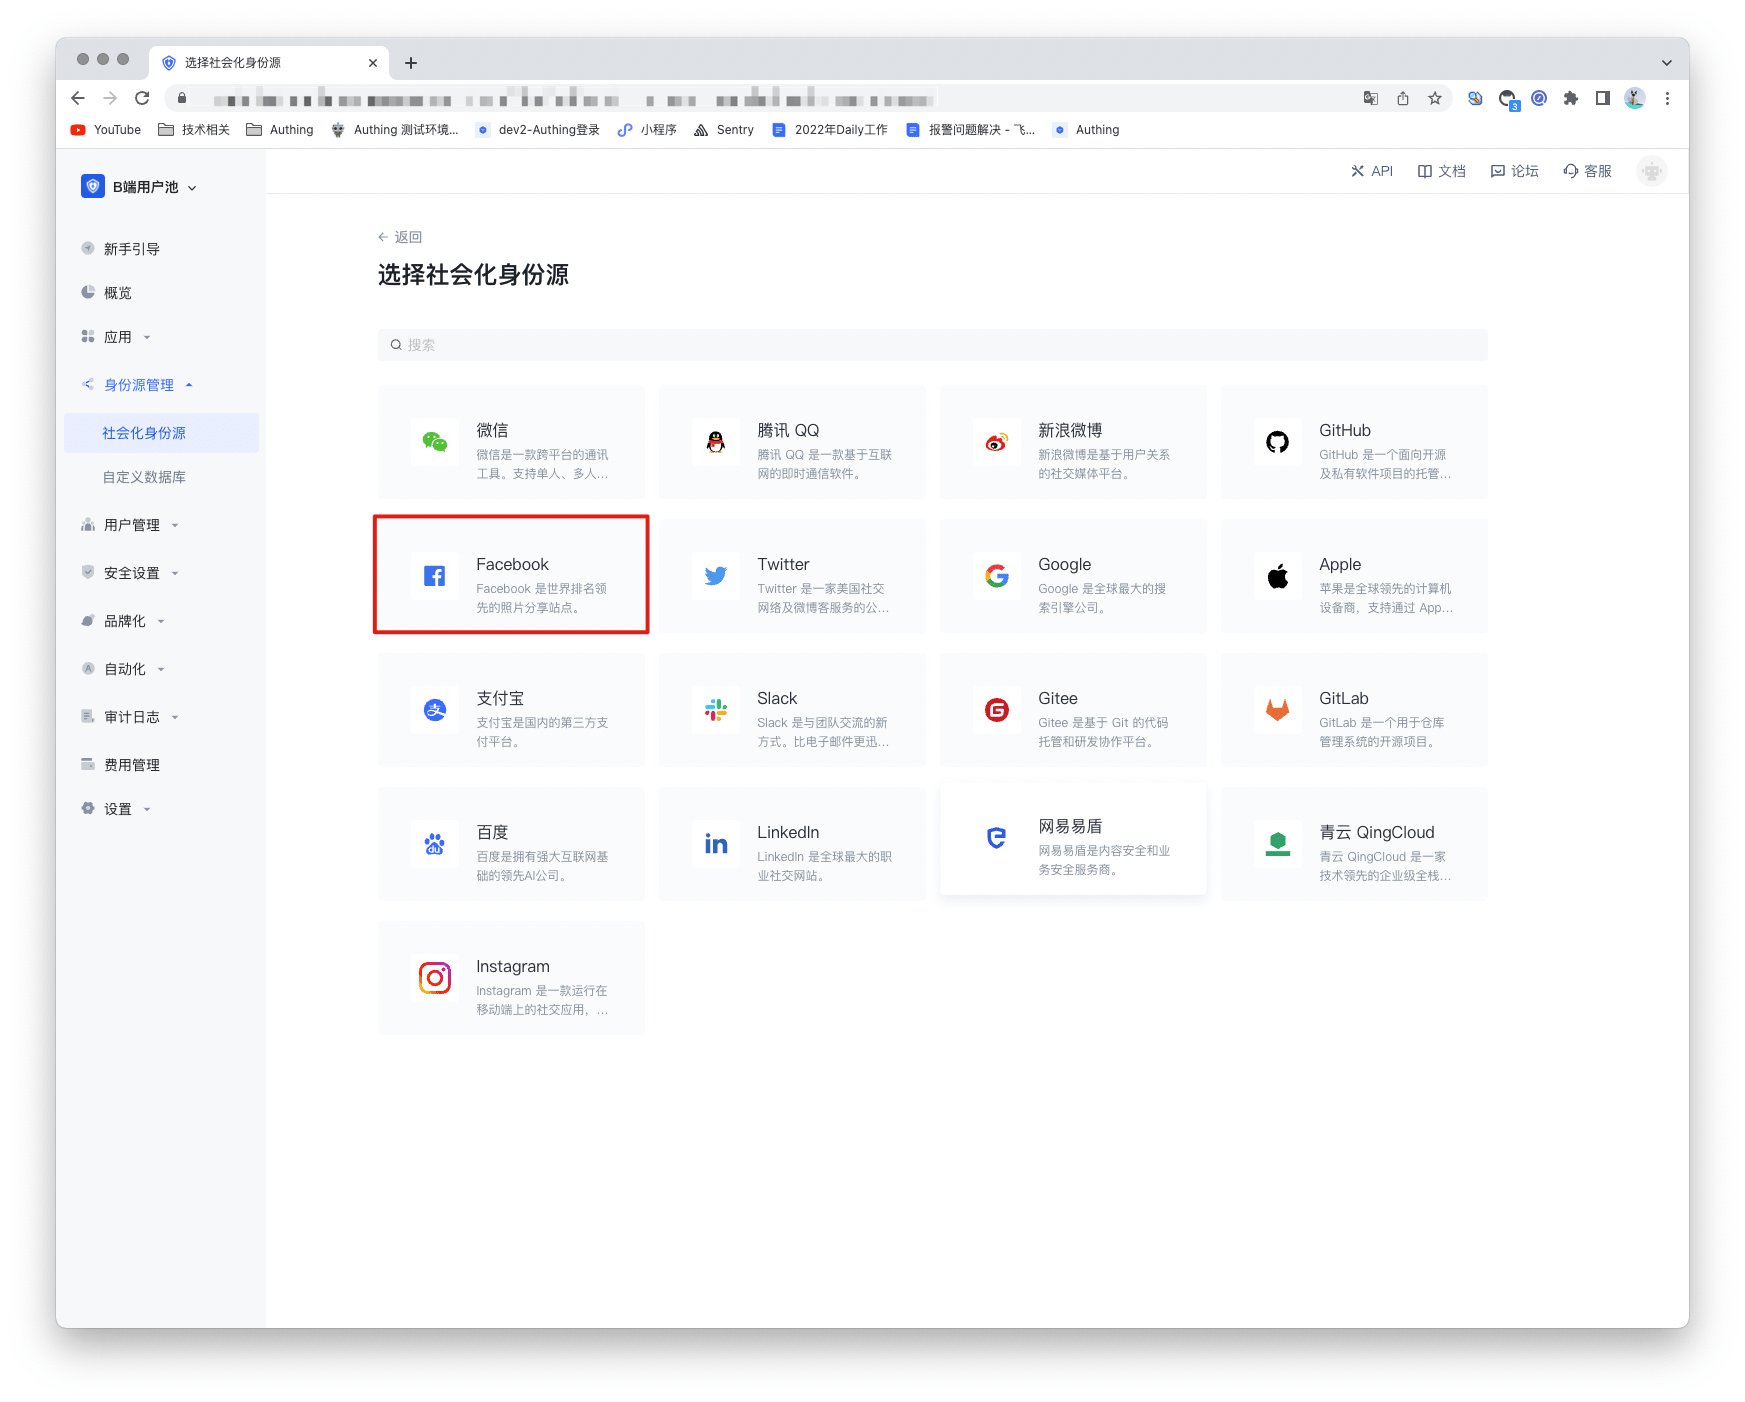 选择社会化身份源
YouTube
技术相关
Authing
Authing 测试环境...
dev2-Authing登录
小程序
Sentry
2022年Daily工作
报警问题解决 - 飞...
Authing
3
B端用户池
API
文档
论坛
客服
新手引导
概览
应用
身份源管理
社会化身份源
自定义数据库
用户管理
安全设置
品牌化
自动化
审计日志
费用管理
设置
返回
选择社会化身份源
搜索
微信
微信是一款跨平台的通讯
工具。支持单人、多人...
腾讯 QQ
腾讯 QQ 是一款基于互联
网的即时通信软件。
新浪微博
新浪微博是基于用户关系
的社交媒体平台。
GitHub
GitHub 是一个面向开源
及私有软件项目的托管...
Facebook
Facebook 是世界排名领
先的照片分享站点。
Twitter
Twitter 是一家美国社交
网络及微博客服务的公...
Google
Google 是全球最大的搜
索引擎公司。
Apple
苹果是全球领先的计算机
设备商，支持通过 App...
支付宝
支付宝是国内的第三方支
付平台。
Slack
Slack 是与团队交流的新
方式。比电子邮件更迅...
Gitee
Gitee 是基于 Git 的代码
托管和研发协作平台。
GitLab
GitLab 是一个用于仓库
管理系统的开源项目。
百度
百度是拥有强大互联网基
础的领先AI公司。
LinkedIn
LinkedIn 是全球最大的职
业社交网站。
网易易盾
网易易盾是内容安全和业
务安全服务商。
青云 QingCloud
青云 QingCloud 是一家
技术领先的企业级全栈...
Instagram
Instagram 是一款运行在
移动端上的社交应用，...